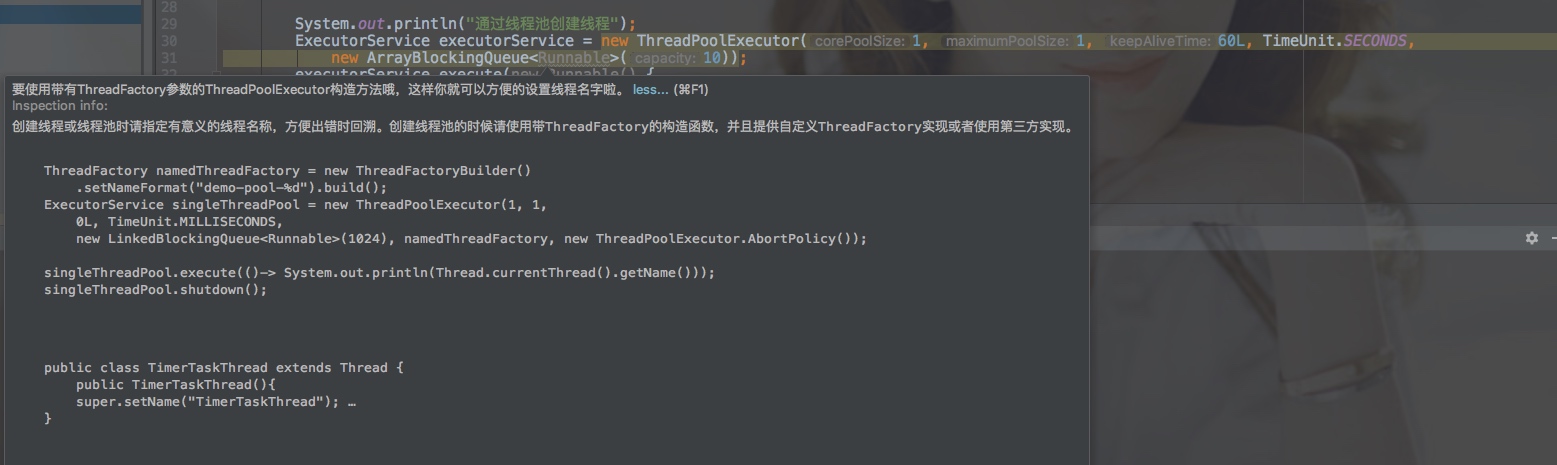 28
29 System.out.println("通过线程池创建线程");
30 ExecutorService executorService = new ThreadPoolExecutor( corePoolSize: 1, maximumPoolSize: 1, keepAliveTime: 60L, TimeUnit.SECONDS,
31 new ArrayBlockingQueue<Runnable>( capacity: 10));
executorService.execute(new Runnable() {
要使用带有ThreadFactory参数的ThreadPoolExecutor构造方法哦，这样你就可以方便的设置线程名字啦。 less... (⌘F1)
Inspection info:
创建线程或线程池时请指定有意义的线程名称，方便出错时回溯。创建线程池的时候请使用带ThreadFactory的构造函数，并且提供自定义ThreadFactory实现或者使用第三方实现。
ThreadFactory namedThreadFactory = new ThreadFactoryBuilder()
.setNameFormat("demo-pool-%d").build();
ExecutorService singleThreadPool = new ThreadPoolExecutor(1, 1,
0L, TimeUnit.MILLISECONDS,
new LinkedBlockingQueue<Runnable>(1024), namedThreadFactory, new ThreadPoolExecutor.AbortPolicy());
singleThreadPool.execute(()-> System.out.println(Thread.currentThread().getName()));
singleThreadPool.shutdown();
public class TimerTaskThread extends Thread {
public TimerTaskThread(){
super.setName("TimerTaskThread"); …
}